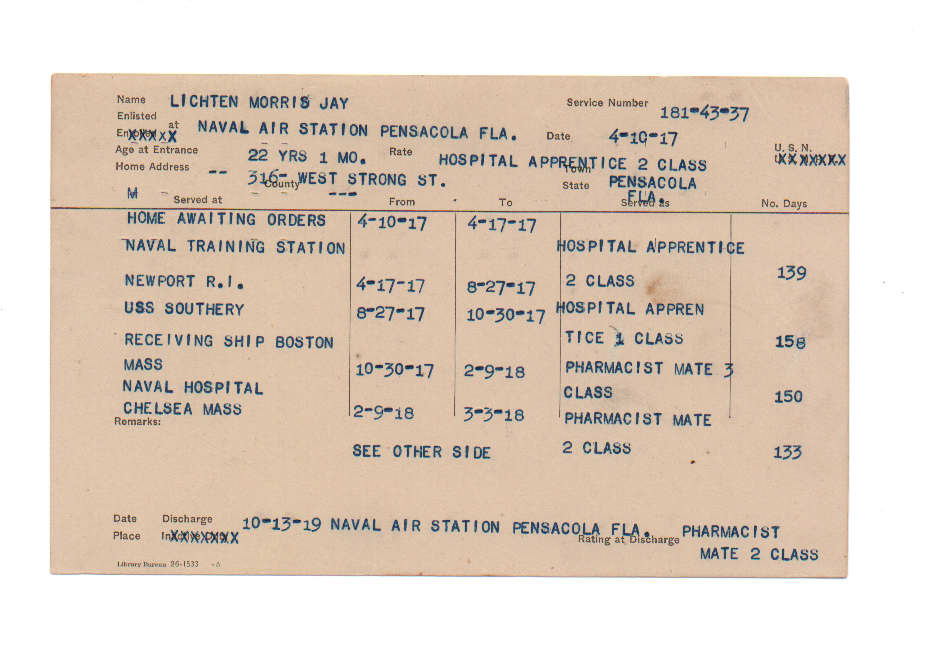 Name LICHTEN MORRIS JAY Service Number 181-43-37
Enlisted
at NAVAL AIR STATION PENSACOLA FLA. Date 4-10-17
Age at Entrance 22 YRS 1 MO. Rate HOSPITAL APPRENTICE 2 CLASS U. S. N.
Home Address -- 316- WEST STRONG ST. Town PENSACOLA
County --- State FLA.
M
Served at From To Served as No. Days
HOME AWAITING ORDERS 4-10-17 4-17-17
NAVAL TRAINING STATION HOSPITAL APPRENTICE
NEWPORT R.I. 4-17-17 8-27-17 2 CLASS 139
USS SOUTHERY 8-27-17 10-30-17 HOSPITAL APPREN
RECEIVING SHIP BOSTON TICE 1 CLASS 158
MASS 10-30-17 2-9-18 PHARMACIST MATE 3
NAVAL HOSPITAL CLASS 150
CHELSEA MASS 2-9-18 3-3-18 PHARMACIST MATE
Remarks:
SEE OTHER SIDE 2 CLASS 133
Date Discharge 10-13-19 NAVAL AIR STATION PENSACOLA FLA. PHARMACIST
Place Rating at Discharge MATE 2 CLASS
Library Bureau 26-1533